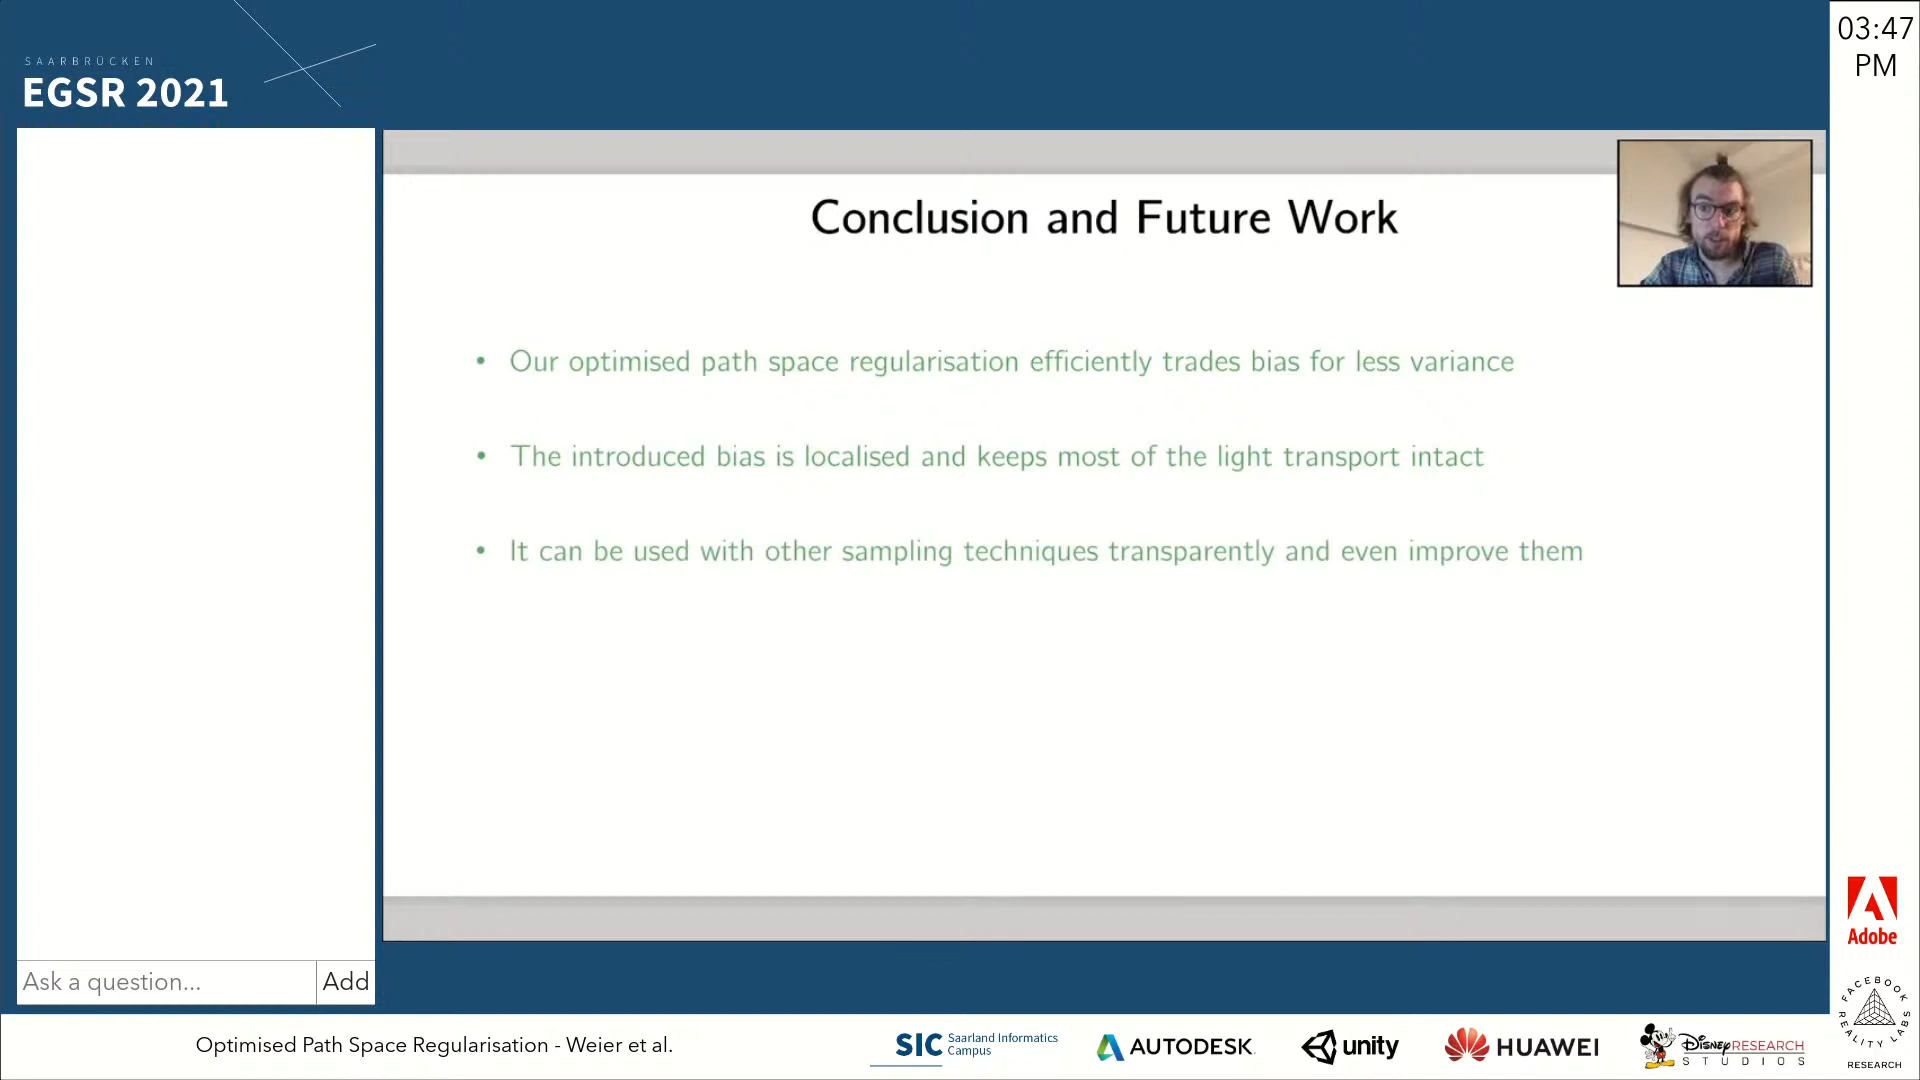 SAARBRÜCKEN
EGSR 2021
03:47
PM
Conclusion and Future Work
• Our optimised path space regularisation efficiently trades bias for less variance
• The introduced bias is localised and keeps most of the light transport intact
• It can be used with other sampling techniques transparently and even improve them
Ask a question...
Add
Adobe
FACEBOOK
REALITY LABS
RESEARCH
Optimised Path Space Regularisation - Weier et al.
SIC Saarland Informatics
Campus
AUTODESK
unity
HUAWEI
Disney RESEARCH
STUDIOS